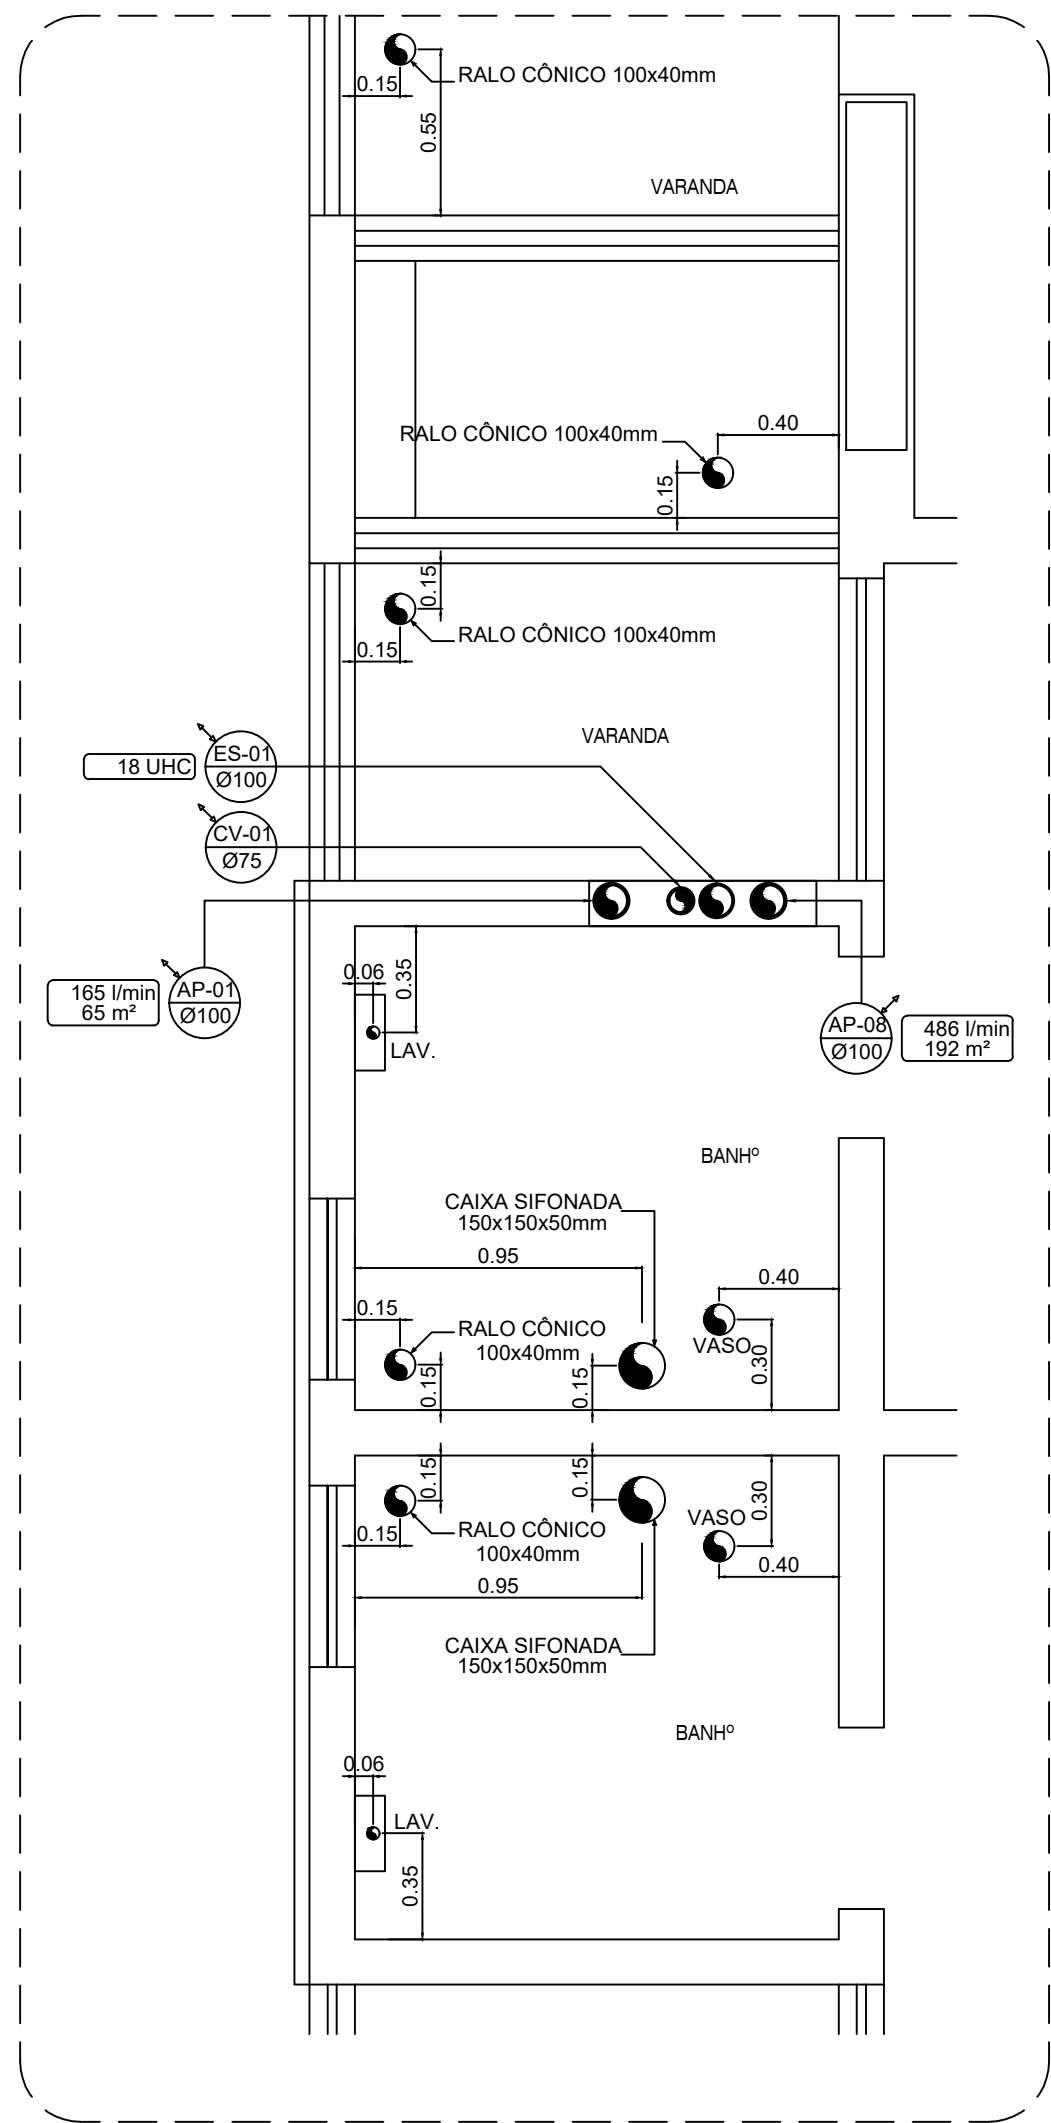 RALO CÔNICO 100x40mm
0.15
0.55
VARANDA
0.40
RALO CÔNICO 100x40mm
0.15
0.15
RALO CÔNICO 100x40mm
0.15
VARANDA
ES-01
18 UHC
Ø100
CV-01
Ø75
0.06
0.35
165 l/min
65 m²
AP-01
Ø100
LAV.
AP-08
Ø100
486 l/min
192 m²
BANHº
CAIXA SIFONADA
150x150x50mm
0.95
0.40
0.15
RALO CÔNICO
100x40mm
VASO
0.30
0.15
0.15
0.15
0.15
0.30
VASO
RALO CÔNICO
100x40mm
0.15
0.40
0.95
CAIXA SIFONADA
150x150x50mm
BANHº
0.06
LAV.
0.35